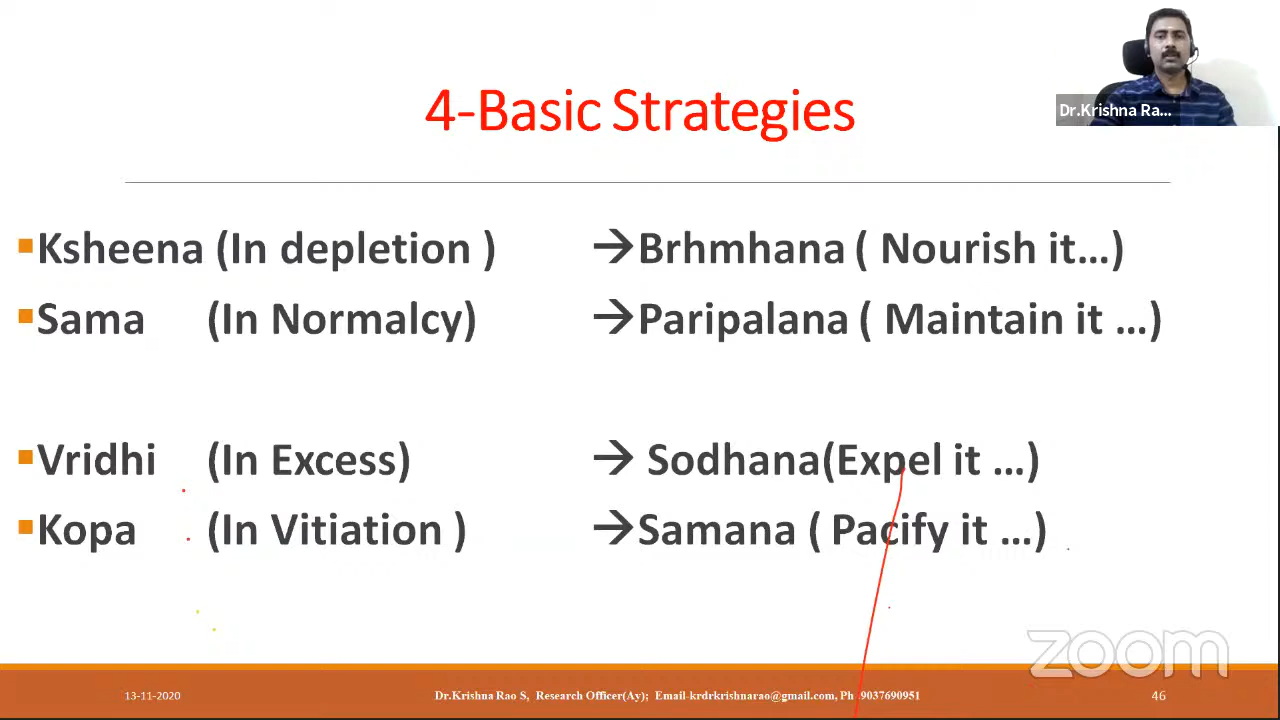 Dr.Krishna Ra...
4-Basic Strategies
Ksheena (In depletion ) →Brhmhana ( Nourish it...)
Sama (In Normalcy) →Paripalana ( Maintain it ...)
Vridhi (In Excess) → Sodhana(Expel it ...)
Kopa (In Vitiation ) →Samana ( Pacify it ...)
zoom
13-11-2020 Dr.Krishna Rao S, Research Officer(Ay); Email-krdrkrishnarao@gmail.com, Ph :9037690951 46